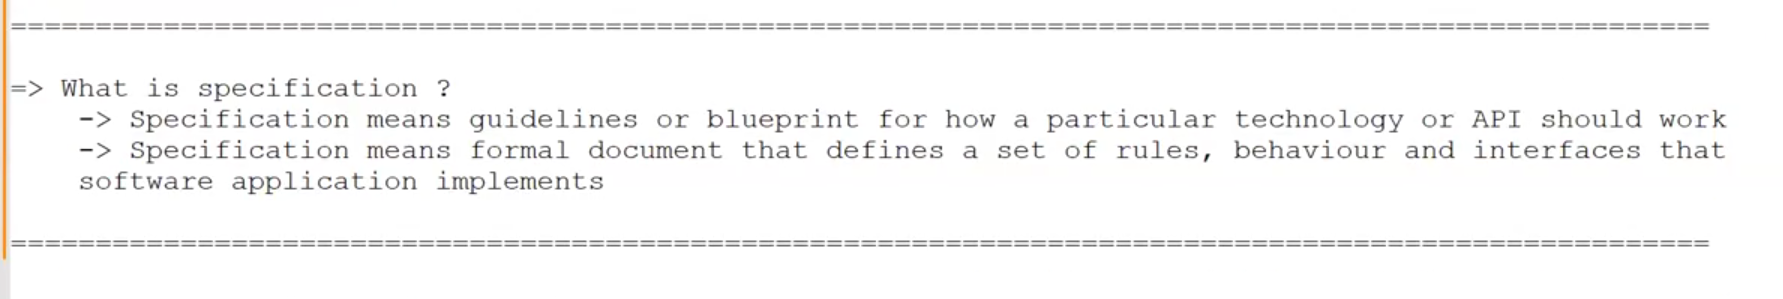 ====================================================================================================
=> What is specification ?
-> Specification means guidelines or blueprint for how a particular technology or API should work
-> Specification means formal document that defines a set of rules, behaviour and interfaces that
software application implements
====================================================================================================